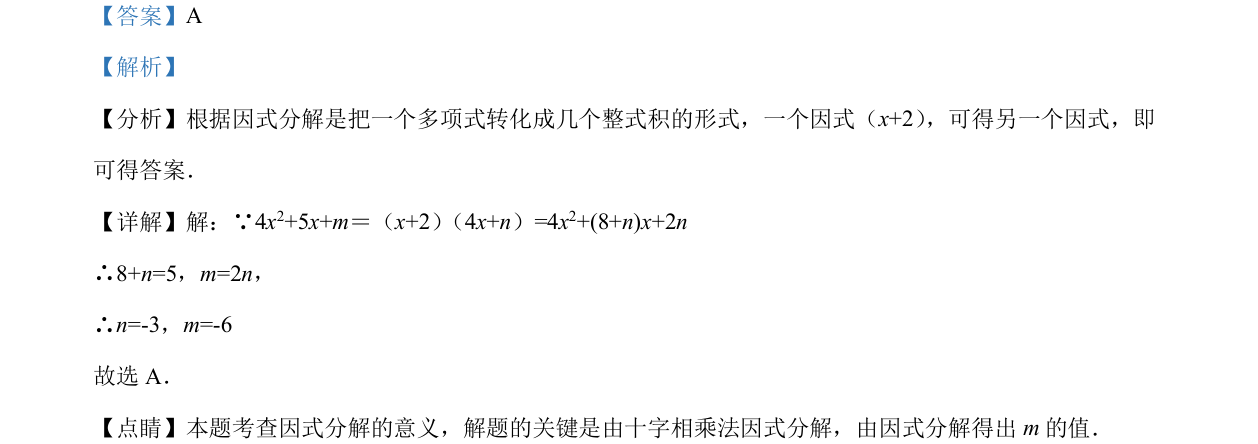 【答案】A
【解析】
【分析】根据因式分解是把一个多项式转化成几个整式积的形式，一个因式（x+2），可得另一个因式，即
可得答案．
【详解】解：∵4x²+5x+m＝（x+2）（4x+n）=4x²+(8+n)x+2n
∴8+n=5，m=2n，
∴n=-3，m=-6
故选 A．
【点睛】本题考查因式分解的意义，解题的关键是由十字相乘法因式分解，由因式分解得出 m 的值．